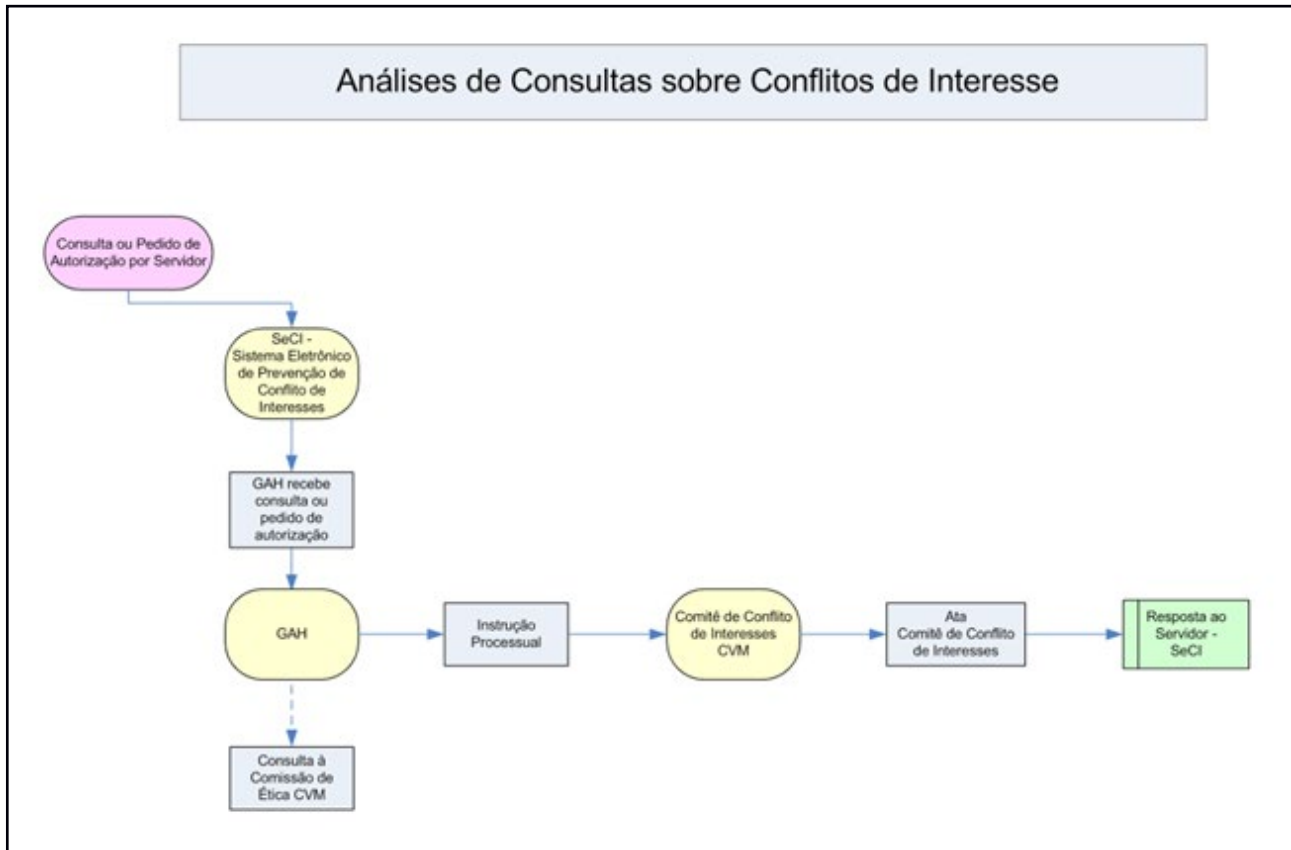 Análises de Consultas sobre Conflitos de Interesse
Consulta ou Pedido de
Autorização por Servidor
SeCI -
Sistema Eletrônico
de Prevenção de
Conflito de
Interesses
GAH recebe
consulta ou
pedido de
autorização
GAH
Instrução
Processual
Comitê de Conflito
de Interesses
CVM
Ata
Comitê de Conflito
de Interesses
Resposta ao
Servidor -
SeCI
Consulta à
Comissão de
Ética CVM